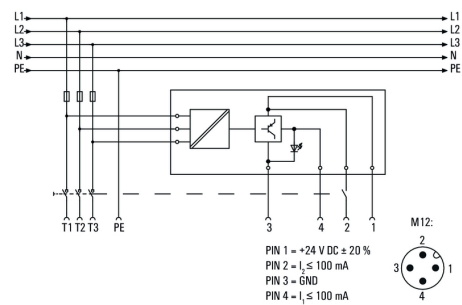 L1 L1
L2 L2
L3 L3
N N
PE PE
T1 T2 T3 PE 3 4 2 1
M12:
PIN 1 = +24 V DC ± 20 %
PIN 2 = I₂ ≤ 100 mA
PIN 3 = GND
PIN 4 = I₁ ≤ 100 mA
2
3 1
4